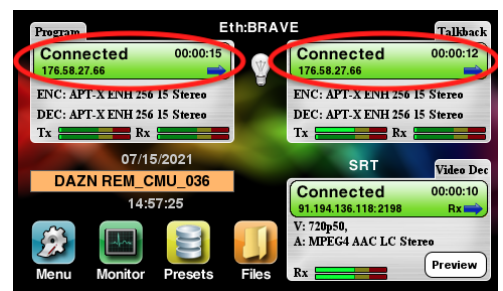 Program
Eth:BRAVE
Talkback
Connected 00:00:15
176.58.27.66
ENC: APT-X ENH 256 15 Stereo
DEC: APT-X ENH 256 15 Stereo
Tx Rx
Connected 00:00:12
176.58.27.66
ENC: APT-X ENH 256 15 Stereo
DEC: APT-X ENH 256 15 Stereo
Tx Rx
07/15/2021
DAZN REM_CMU_036
14:57:25
SRT
Video Dec
Connected 00:00:10
91.194.136.118:2198 Rx
V: 720p50,
A: MPEG4 AAC LC Stereo
Rx
Preview
Menu Monitor Presets Files